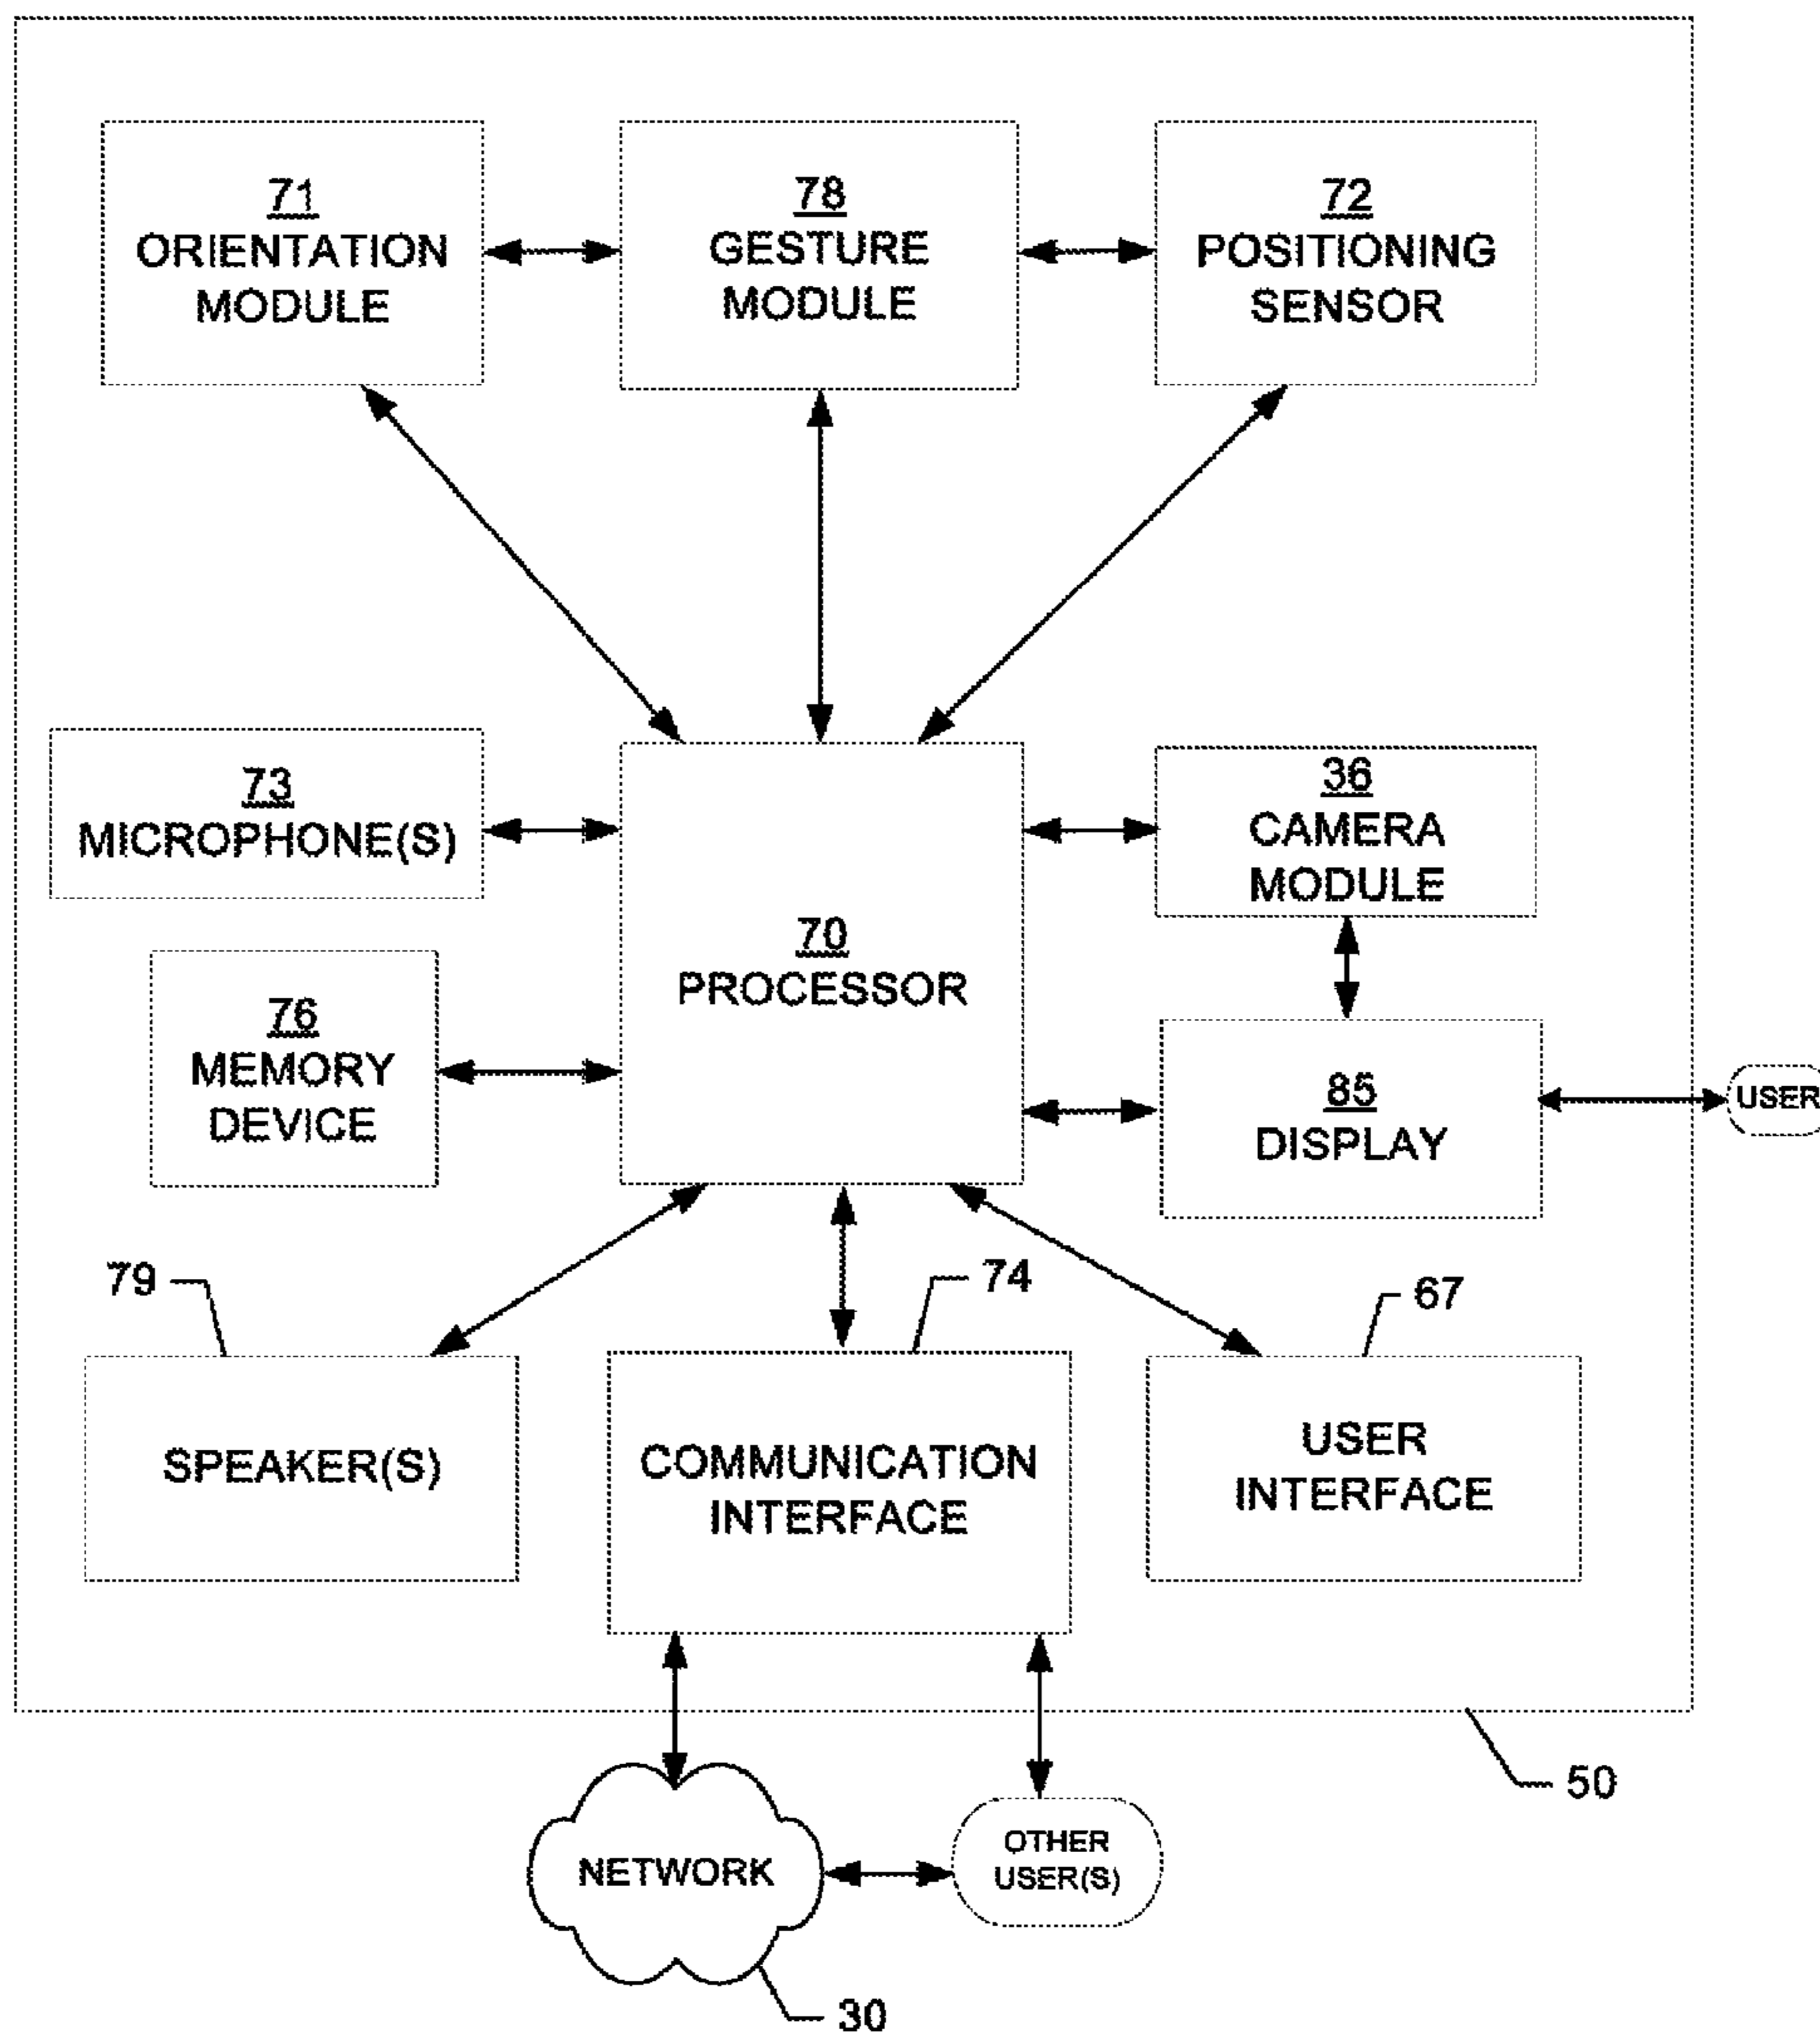 71
ORIENTATION
MODULE
78
GESTURE
MODULE
72
POSITIONING
SENSOR
73
MICROPHONE(S)
70
PROCESSOR
36
CAMERA
MODULE
76
MEMORY
DEVICE
85
DISPLAY
USER
79
SPEAKER(S)
74
COMMUNICATION
INTERFACE
67
USER
INTERFACE
50
NETWORK
OTHER
USER(S)
30